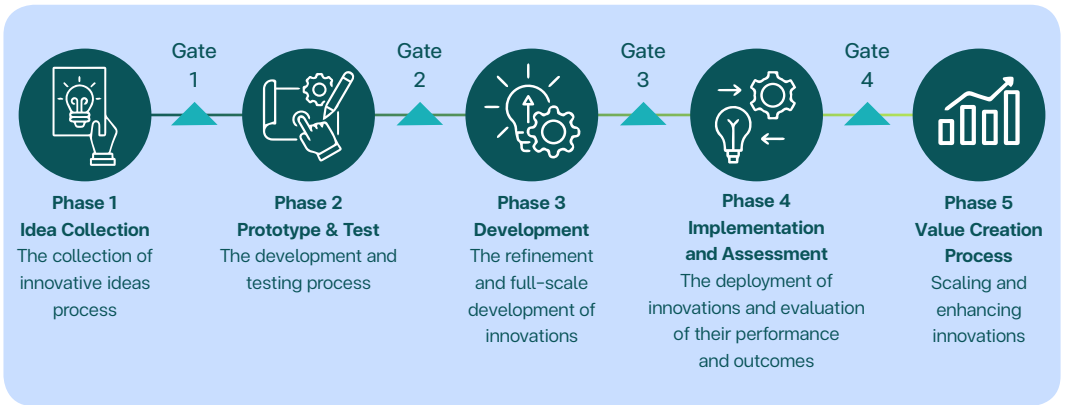 Gate
1
Gate
2
Gate
3
Gate
4
Phase 1
Idea Collection
The collection of
innovative ideas
process
Phase 2
Prototype & Test
The development and
testing process
Phase 3
Development
The refinement
and full-scale
development of
innovations
Phase 4
Implementation
and Assessment
The deployment of
innovations and evaluation
of their performance
and outcomes
Phase 5
Value Creation
Process
Scaling and
enhancing
innovations